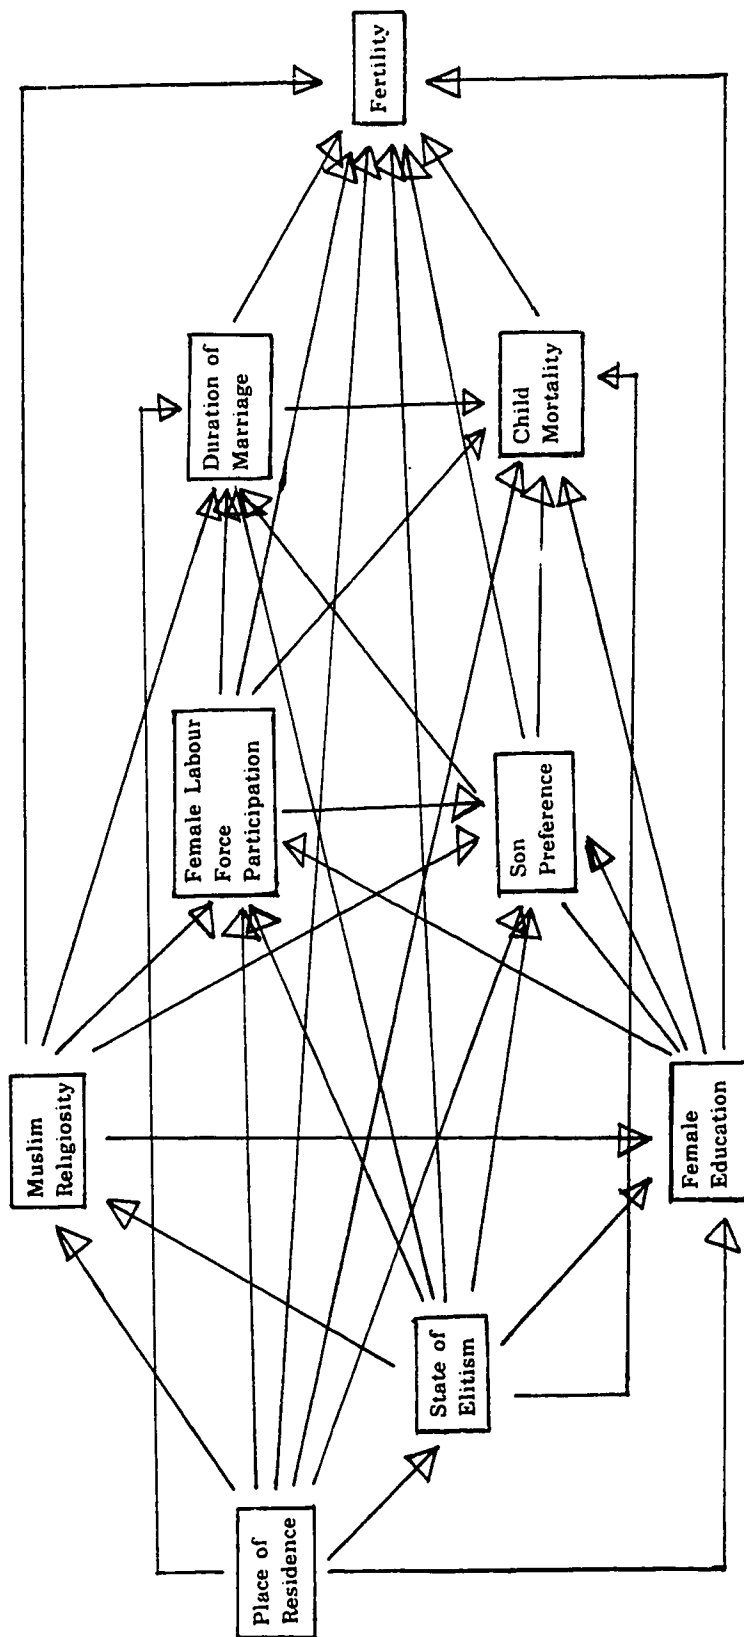 Place of
Residence
State of
Elitism
Muslim
Religiosity
Female
Education
Female Labour
Force
Participation
Son
Preference
Duration of
Marriage
Child
Mortality
Fertility